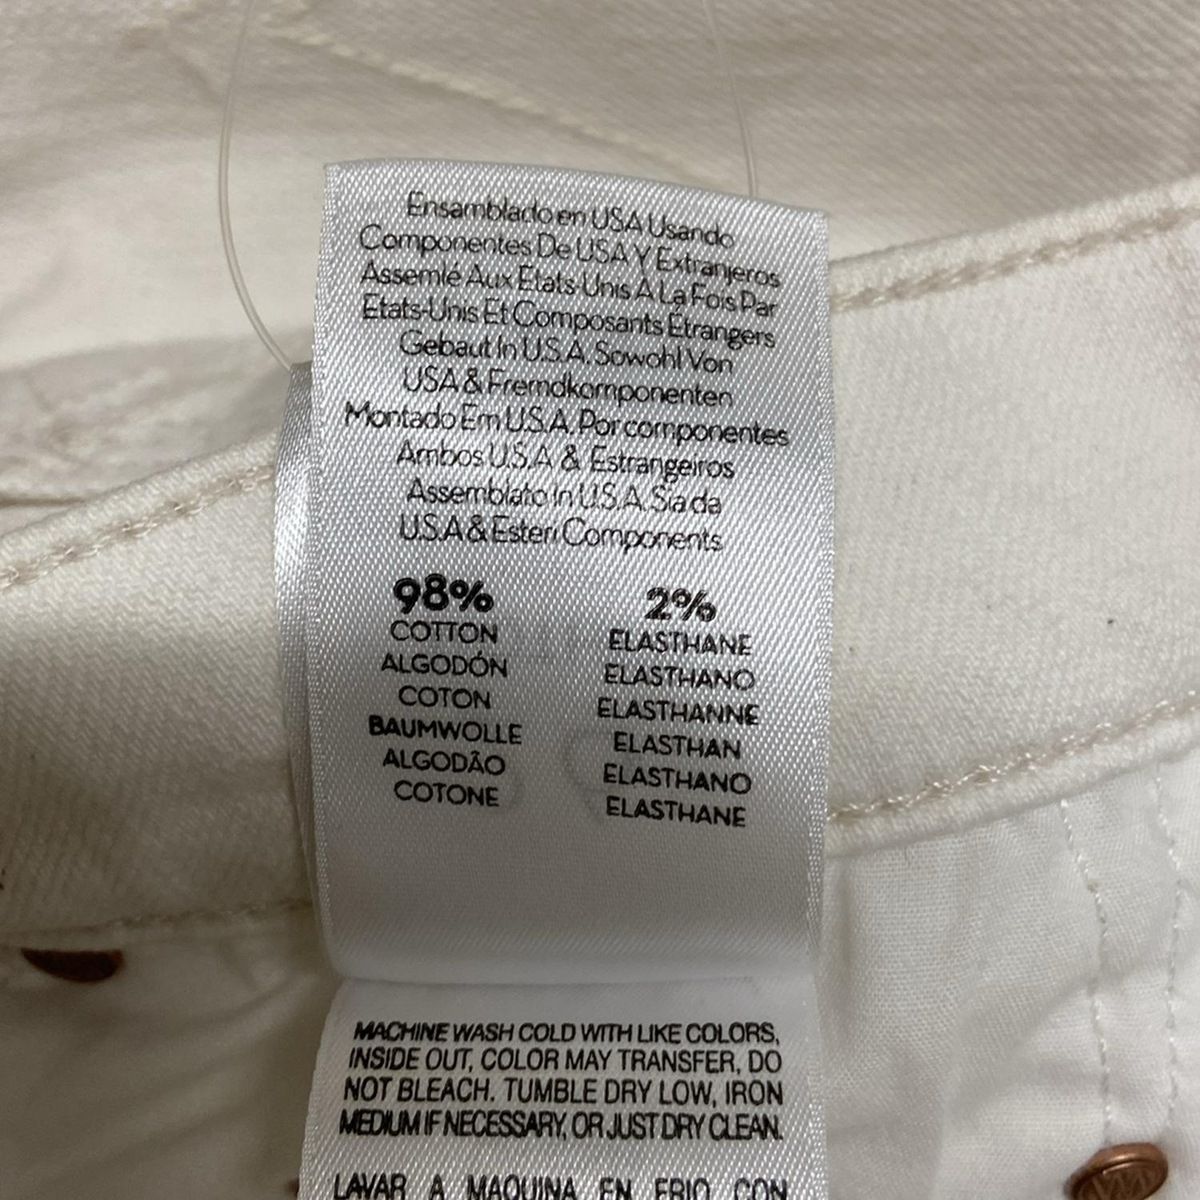 Ensamblado en USA Usando
Componentes De USA Y Extranjeros
Assemlé Aux Etats-Unis A La Fois Par
Etats-Unis Et Composants Étrangers
Gebaut In U.S.A. Sowohl Von
USA & Fremdkomponenten
Montado Em U.S.A. Por componentes
Ambos U.S.A & Estrangeiros
Assemblato In U.S.A. Sia da
U.S.A & Esteri Components
98%
COTTON
ALGODÓN
COTON
BAUMWOLLE
ALGODÃO
COTONE
2%
ELASTHANE
ELASTHANO
ELASTHANNE
ELASTHAN
ELASTHANO
ELASTHANE
MACHINE WASH COLD WITH LIKE COLORS,
INSIDE OUT, COLOR MAY TRANSFER, DO
NOT BLEACH. TUMBLE DRY LOW, IRON
MEDIUM IF NECESSARY, OR JUST DRY CLEAN.
LAVAR A MAQUINA EN FRIO CON